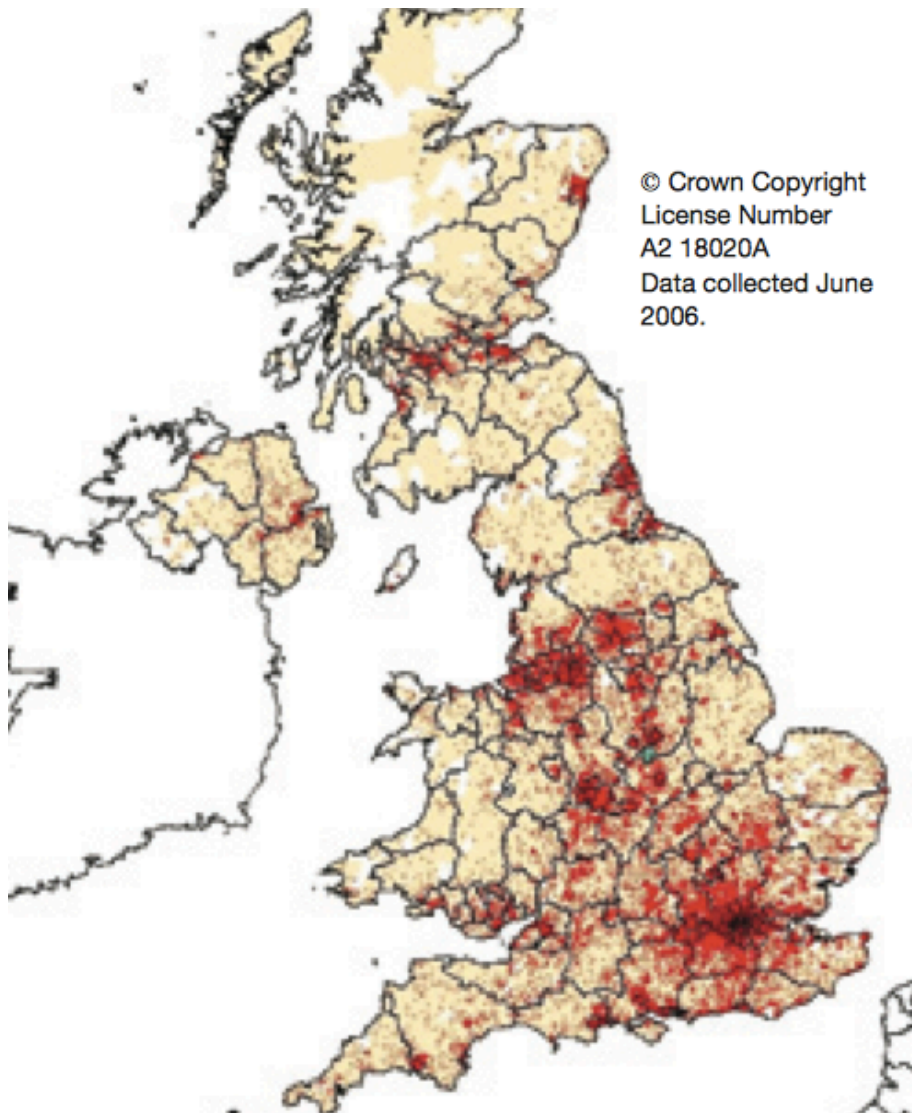 © Crown Copyright
License Number
A2 18020A
Data collected June
2006.